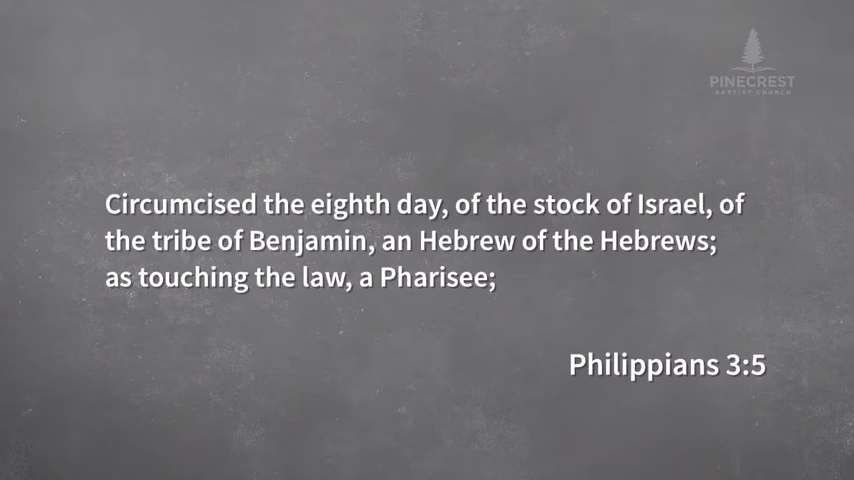 PINECREST
BAPTIST CHURCH
Circumcised the eighth day, of the stock of Israel, of
the tribe of Benjamin, an Hebrew of the Hebrews;
as touching the law, a Pharisee;
Philippians 3:5